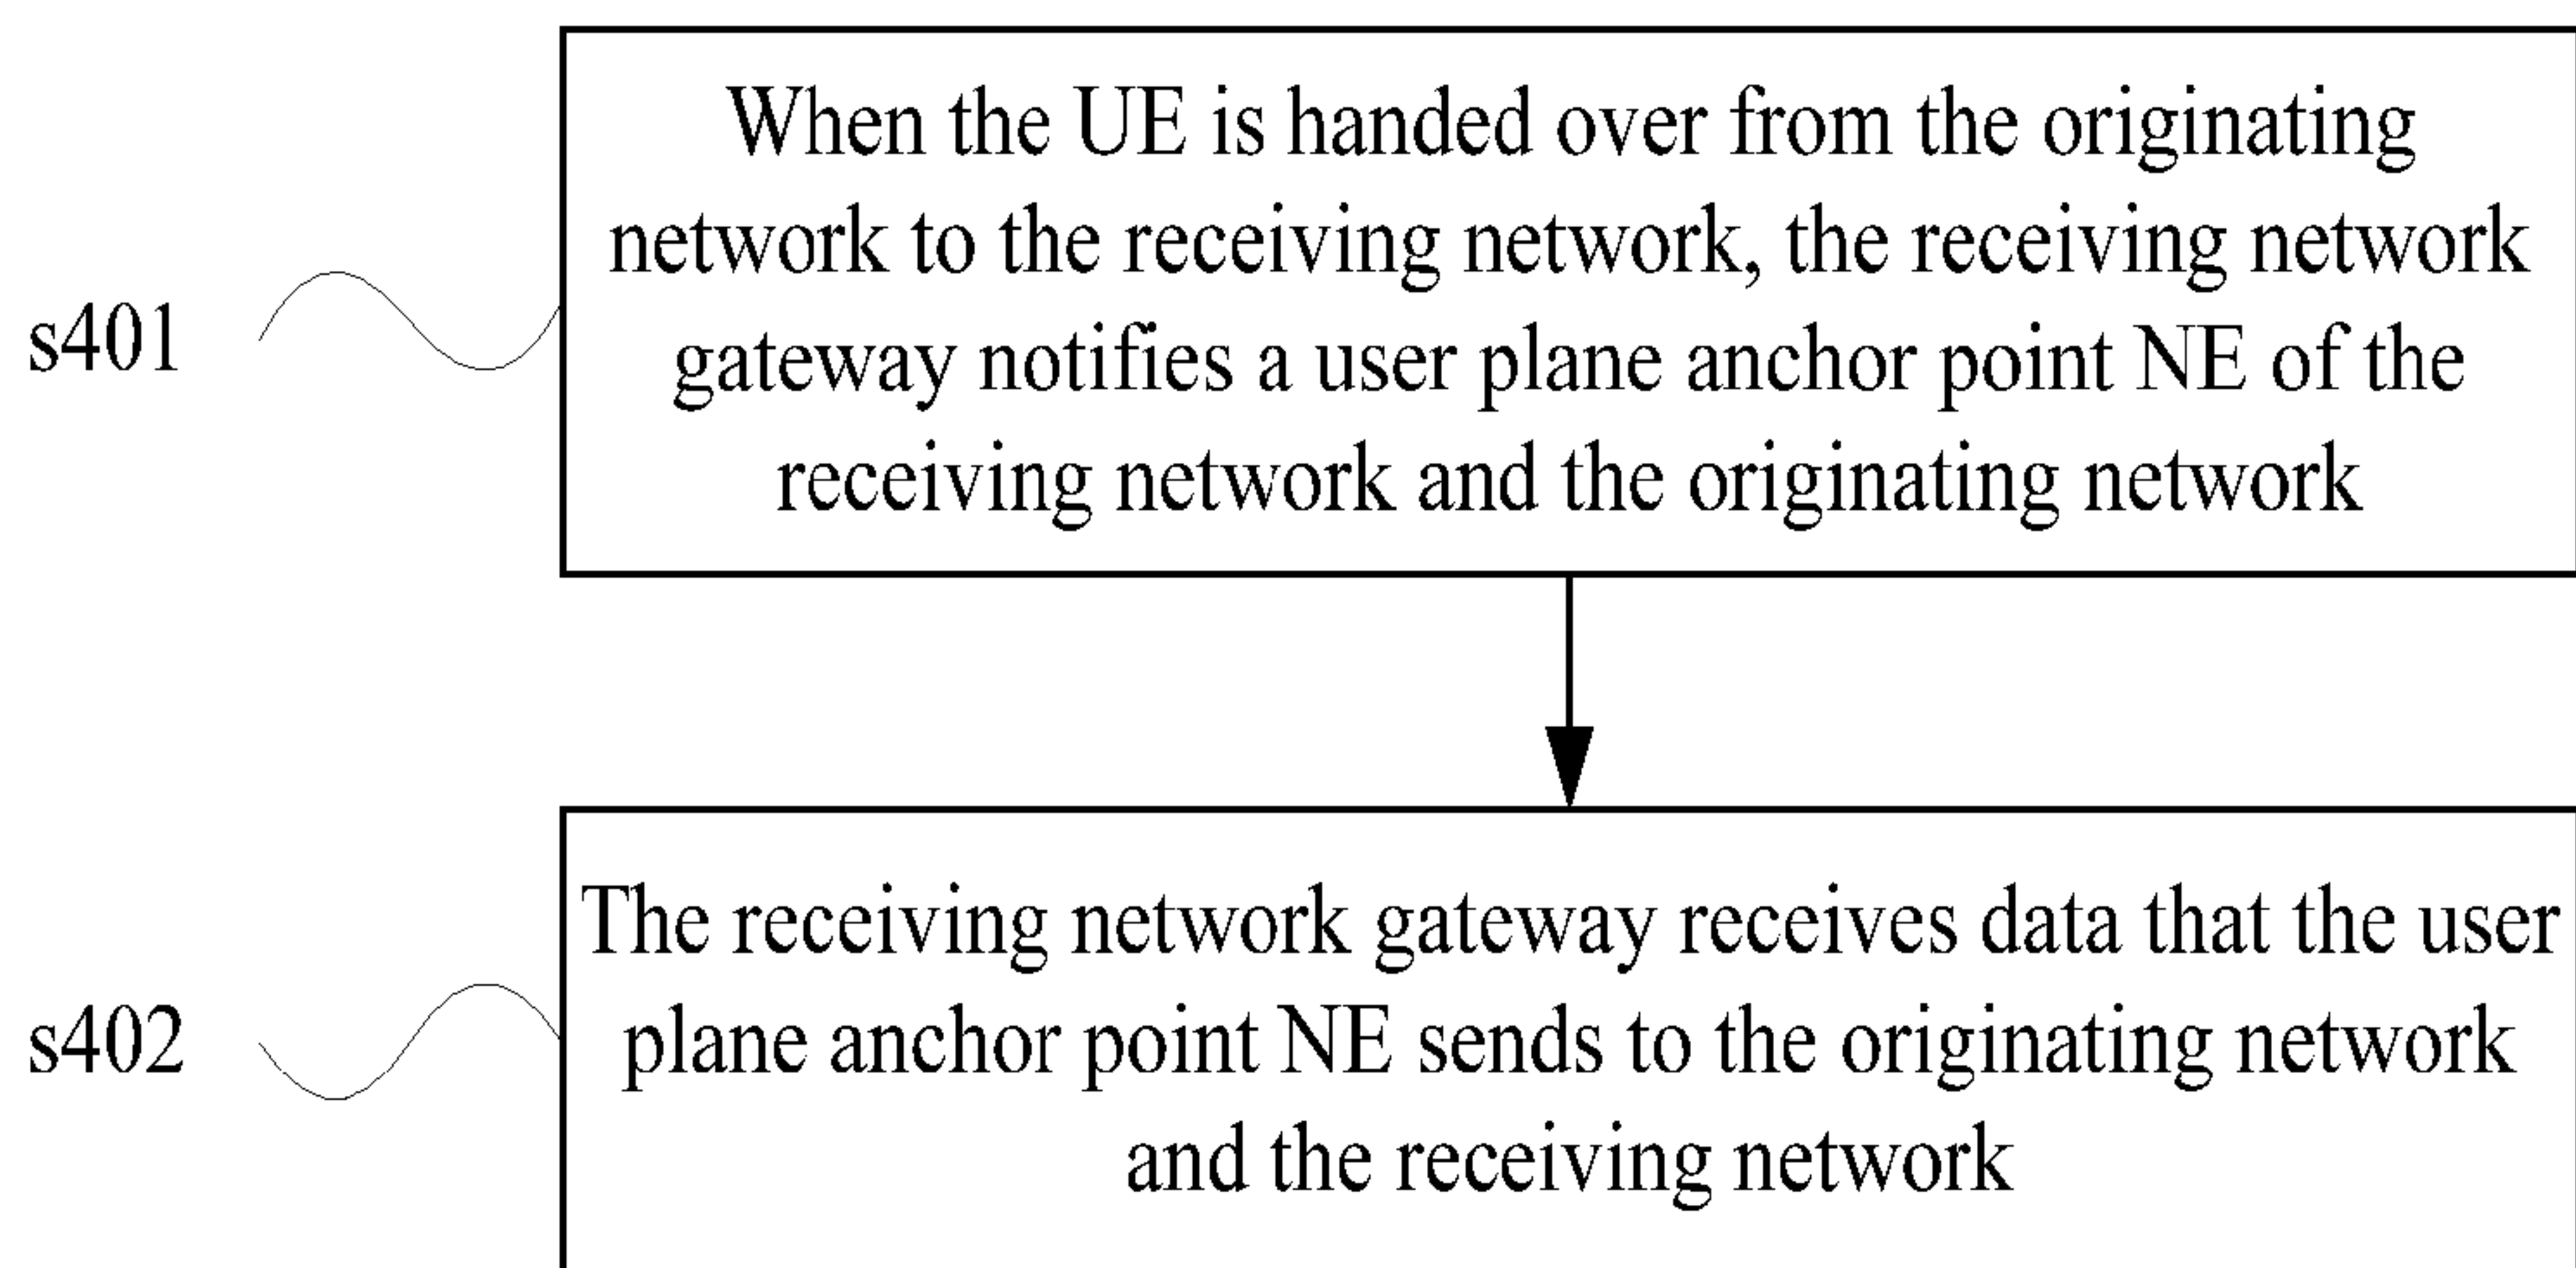 s401
When the UE is handed over from the originating
network to the receiving network, the receiving network
gateway notifies a user plane anchor point NE of the
receiving network and the originating network
s402
The receiving network gateway receives data that the user
plane anchor point NE sends to the originating network
and the receiving network